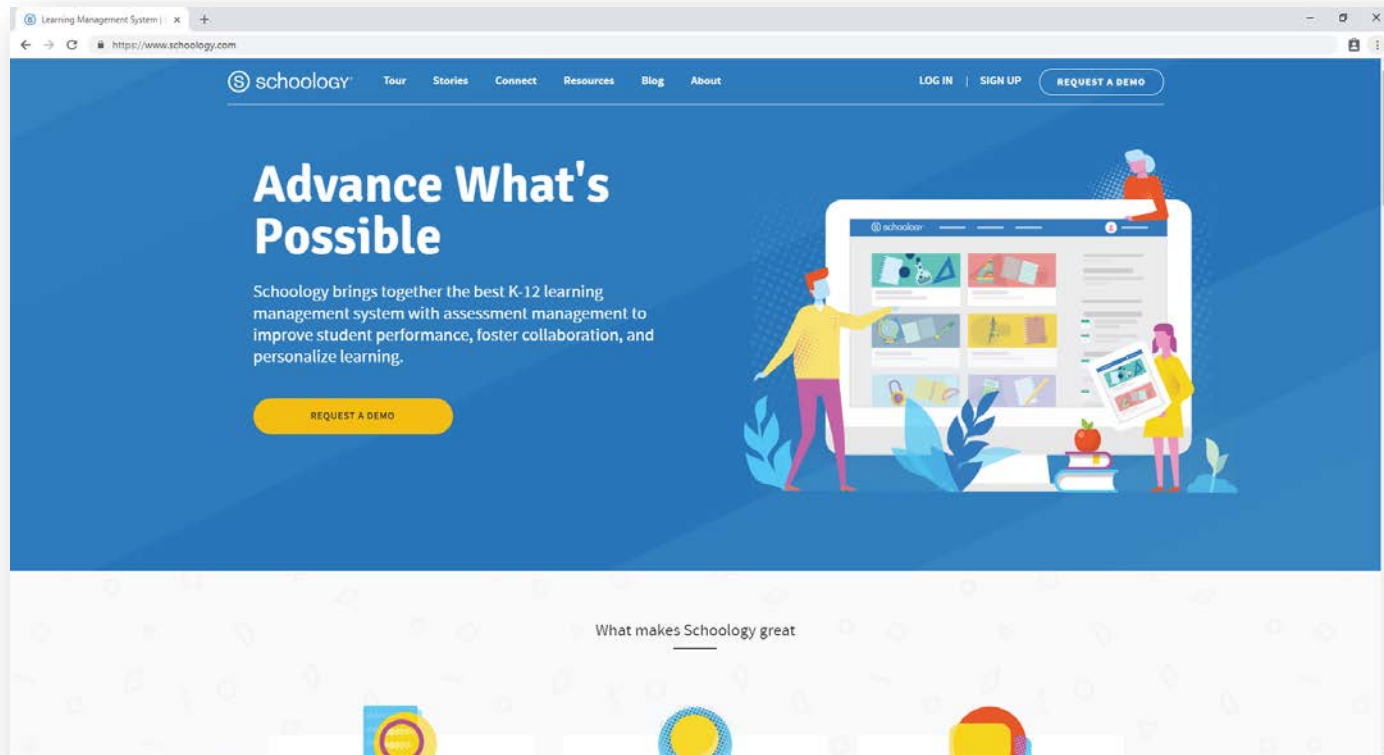 Learning Management System |
https://www.schoology.com
S schoology
Tour Stories Connect Resources Blog About
LOG IN | SIGN UP
REQUEST A DEMO
Advance What's
Possible
Schoology brings together the best K-12 learning
management system with assessment management to
improve student performance, foster collaboration, and
personalize learning.
REQUEST A DEMO
S schoology
What makes Schoology great